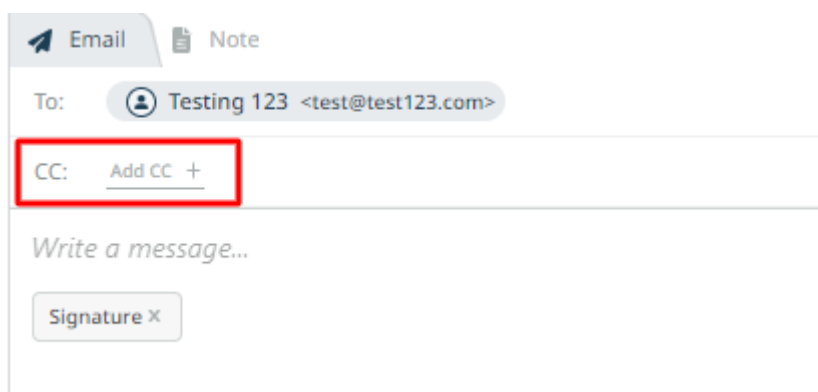 Email Note
To: Testing 123 <test@test123.com>
CC: Add CC +
Write a message...
Signature x